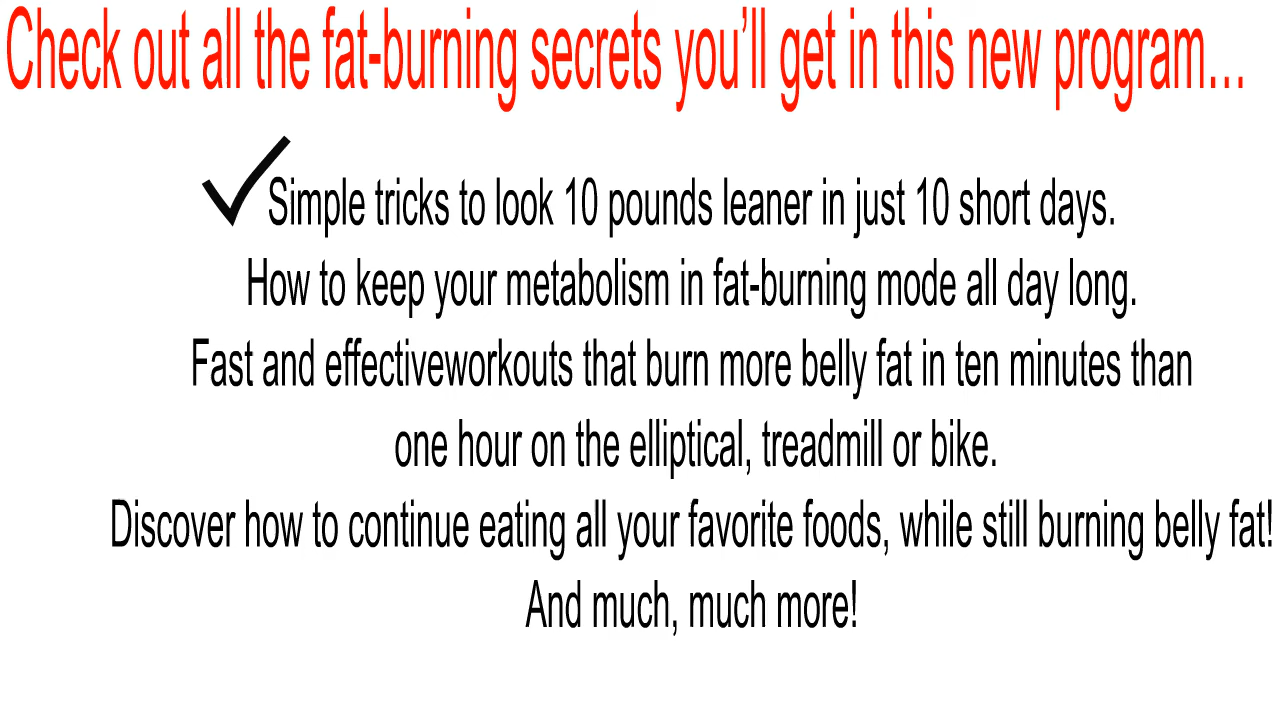 Check out all the fat-burning secrets you’ll get in this new program...
✓Simple tricks to look 10 pounds leaner in just 10 short days.
How to keep your metabolism in fat-burning mode all day long.
Fast and effectiveworkouts that burn more belly fat in ten minutes than
one hour on the elliptical, treadmill or bike.
Discover how to continue eating all your favorite foods, while still burning belly fat!
And much, much more!